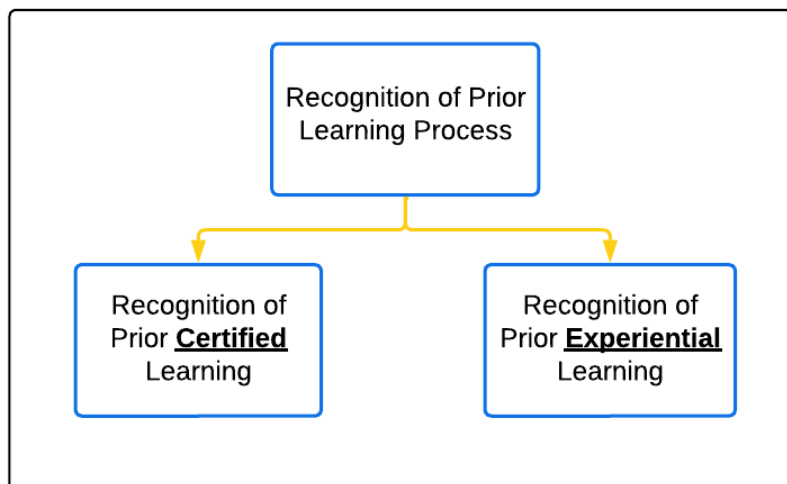 Recognition of Prior
Learning Process
Recognition of
Prior Certified
Learning
Recognition of
Prior Experiential
Learning